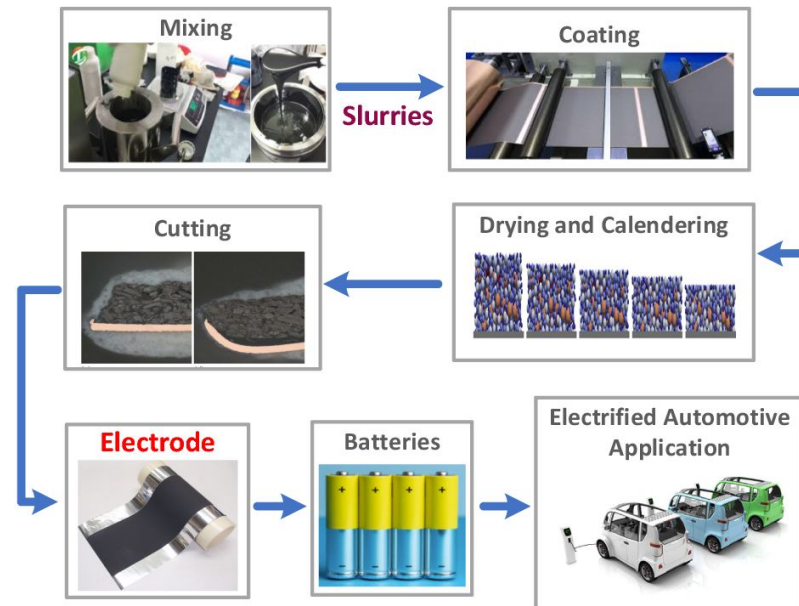 Mixing
Slurries
Coating
Drying and Calendering
Cutting
Electrode
Batteries
+ + + +
Electrified Automotive
Application